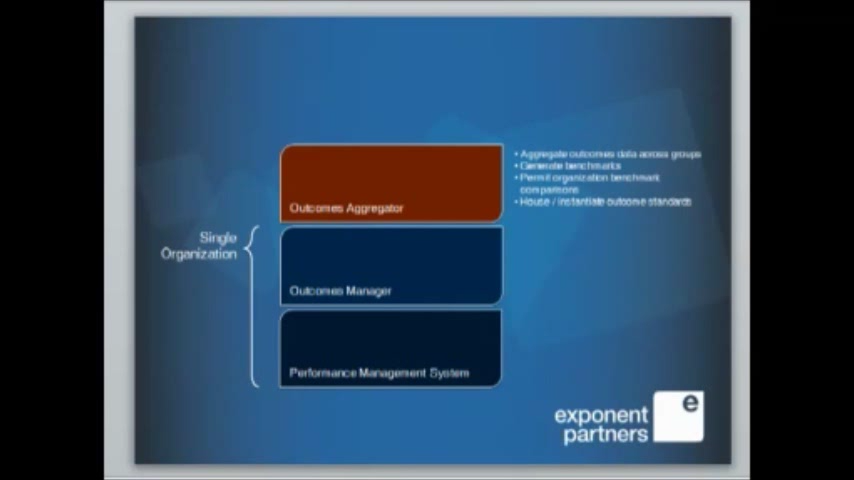 • Aggregate outcomes data across groups
• Generate benchmarks
• Permit organization benchmark
comparisons
• House / instantiate outcome standards
Outcomes Aggregator
Single
Organization
Outcomes Manager
Performance Management System
exponent
partners
e